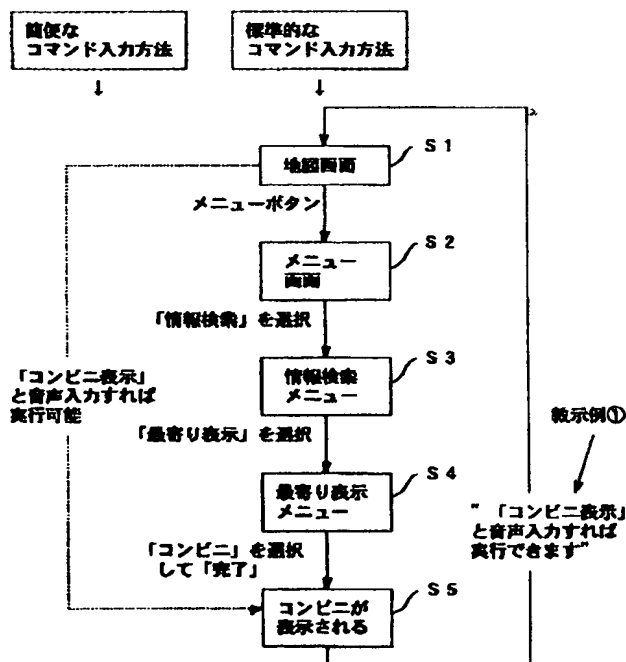 簡便な
コマンド入力方法
標準的な
コマンド入力方法
S1
地図画面
メニューボタン
S2
メニュー
画面
「情報検索」を選択
S3
情報検索
メニュー
「コンビニ表示」
と音声入力すれば
実行可能
「最寄り表示」を選択
教示例①
S4
最寄り表示
メニュー
"「コンビニ表示」
と音声入力すれば
実行できます"
「コンビニ」を選択
して「完了」
S5
コンビニが
表示される